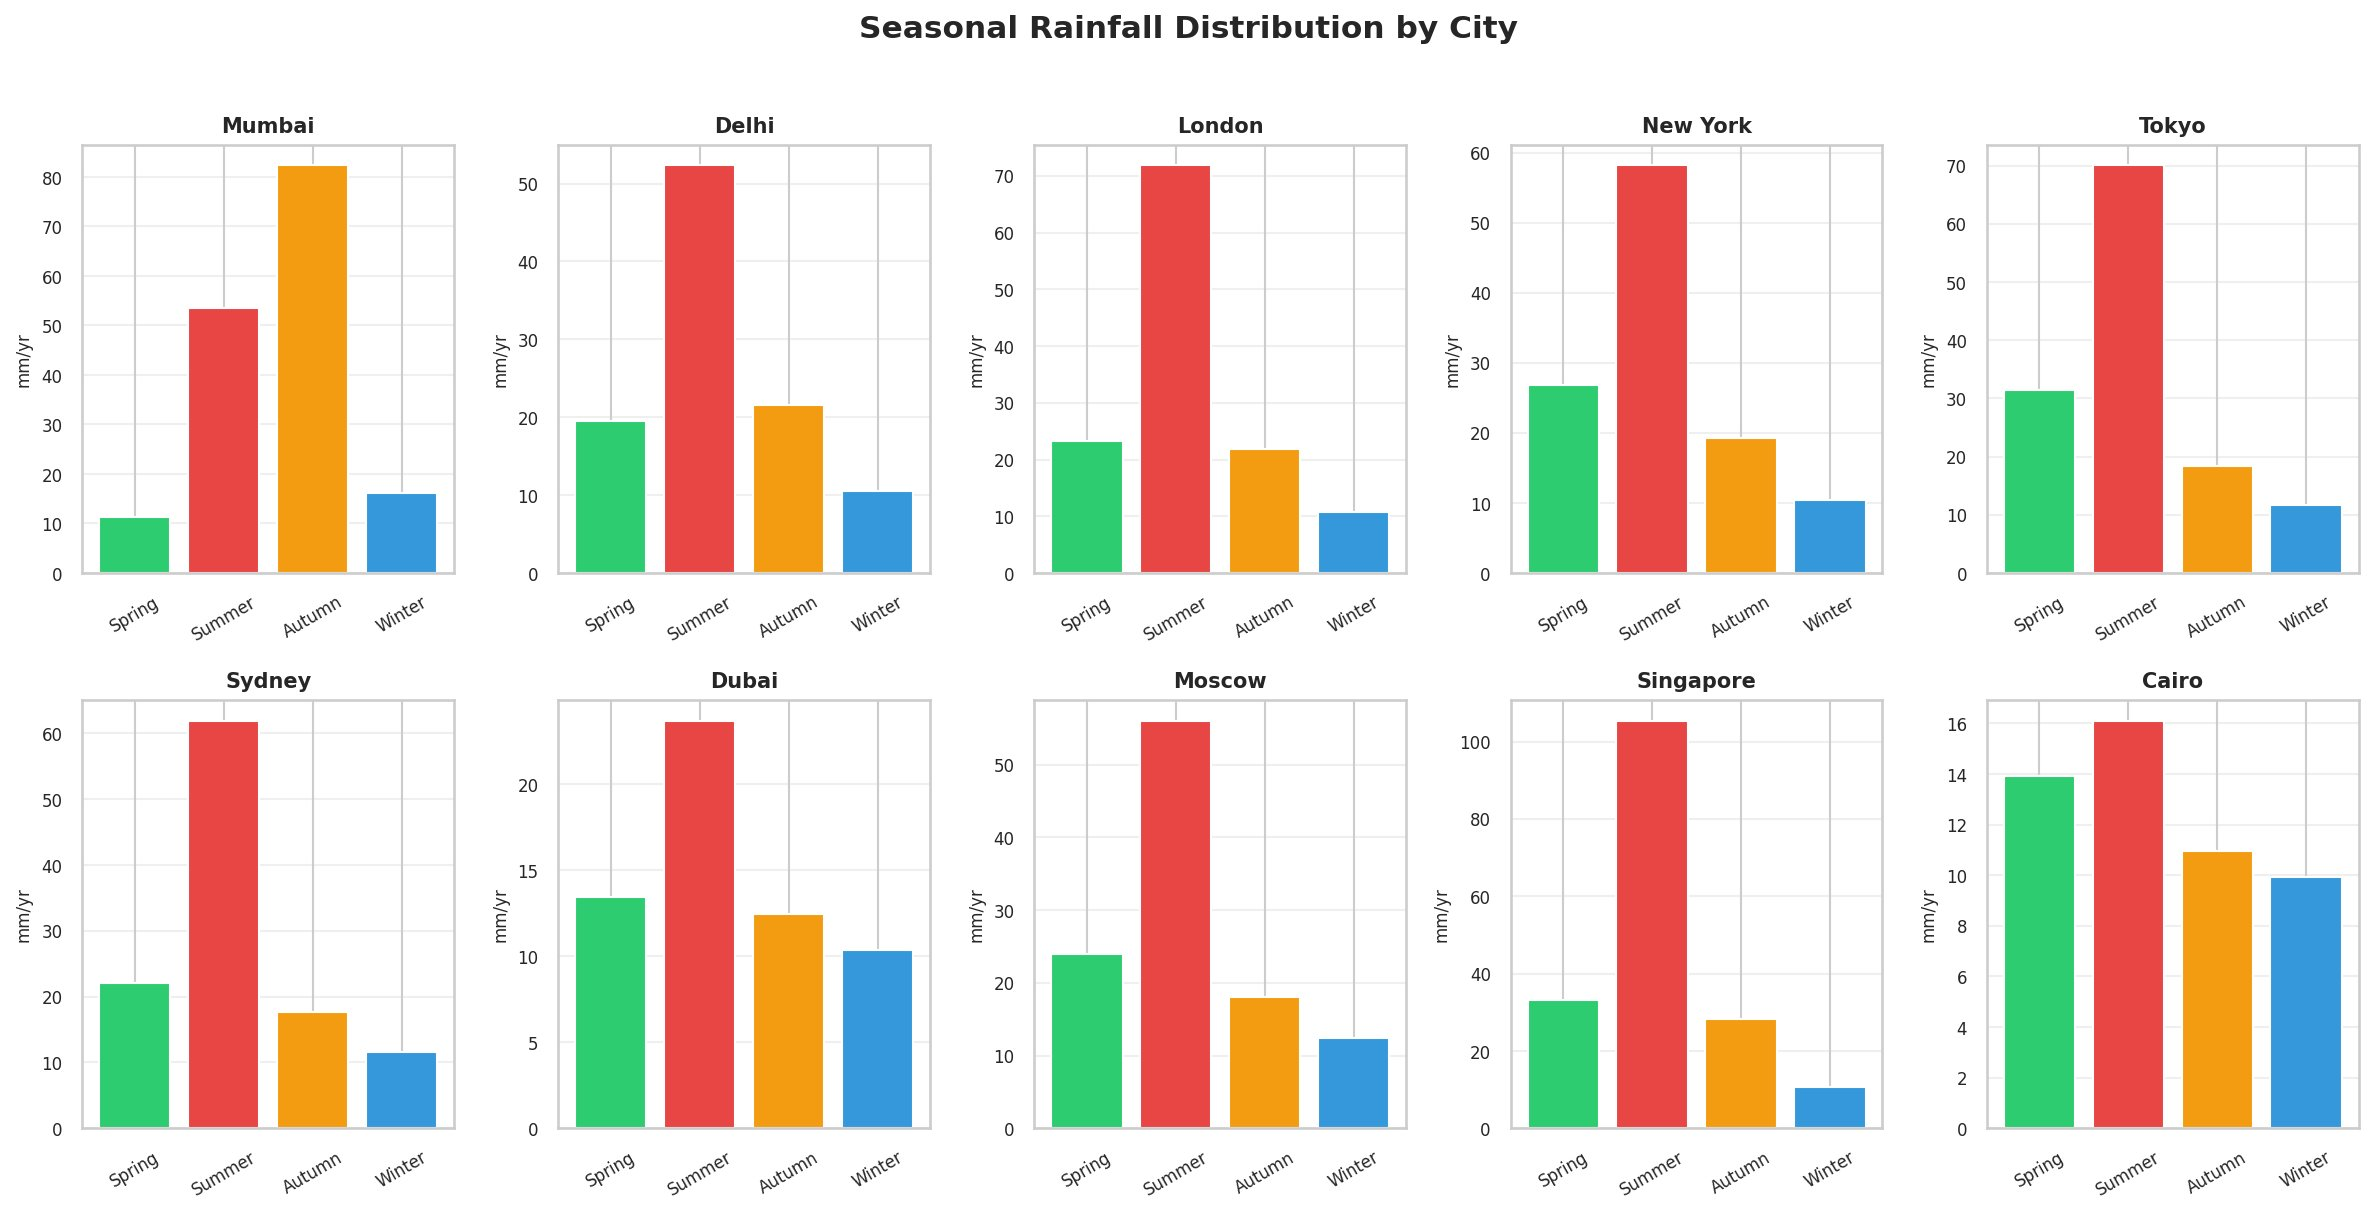 Seasonal Rainfall Distribution by City
Mumbai
mm/yr
80
70
60
50
40
30
20
10
0
Spring Summer Autumn Winter
Delhi
mm/yr
50
40
30
20
10
0
Spring Summer Autumn Winter
London
mm/yr
70
60
50
40
30
20
10
0
Spring Summer Autumn Winter
New York
mm/yr
60
50
40
30
20
10
0
Spring Summer Autumn Winter
Tokyo
mm/yr
70
60
50
40
30
20
10
0
Spring Summer Autumn Winter
Sydney
mm/yr
60
50
40
30
20
10
0
Spring Summer Autumn Winter
Dubai
mm/yr
20
15
10
5
0
Spring Summer Autumn Winter
Moscow
mm/yr
50
40
30
20
10
0
Spring Summer Autumn Winter
Singapore
mm/yr
100
80
60
40
20
0
Spring Summer Autumn Winter
Cairo
mm/yr
16
14
12
10
8
6
4
2
0
Spring Summer Autumn Winter